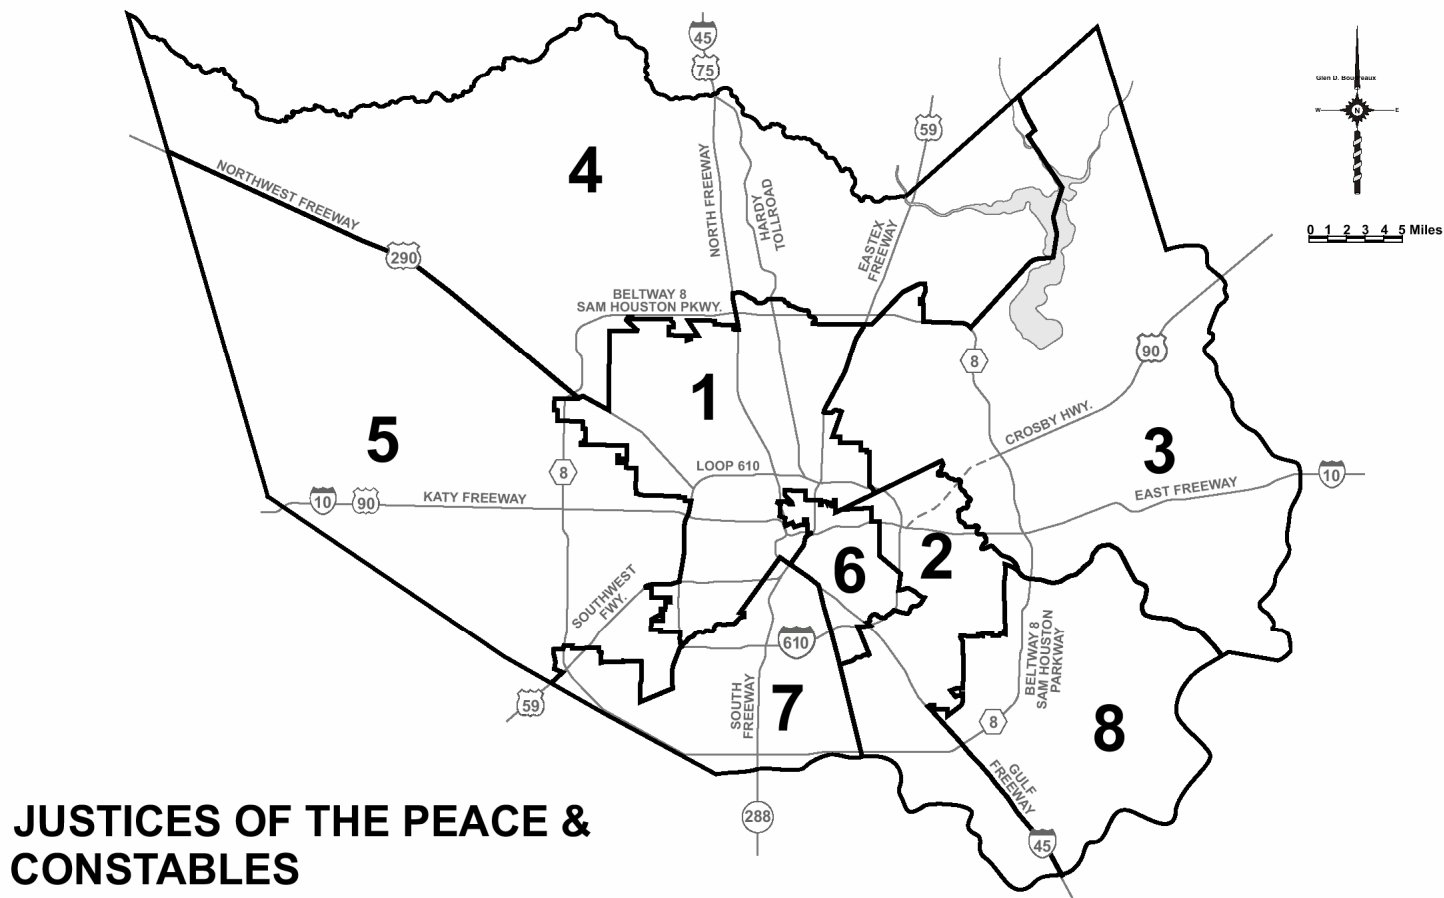 45
75
Glen D. Boudreaux
W
N
E
59
4
NORTHWEST FREEWAY
NORTH FREEWAY
HARDY
TOLLROAD
EASTEX
FREEWAY
290
0 1 2 3 4 5 Miles
BELTWAY 8
SAM HOUSTON PKWY.
90
8
1
5
CROSBY HWY.
3
8
LOOP 610
10
90
KATY FREEWAY
EAST FREEWAY
10
6
2
SOUTHWEST
FWY.
610
BELTWAY 8
SAM HOUSTON
PARKWAY
59
SOUTH
FREEWAY
7
8
8
GULF
FREEWAY
288
45
JUSTICES OF THE PEACE &
CONSTABLES